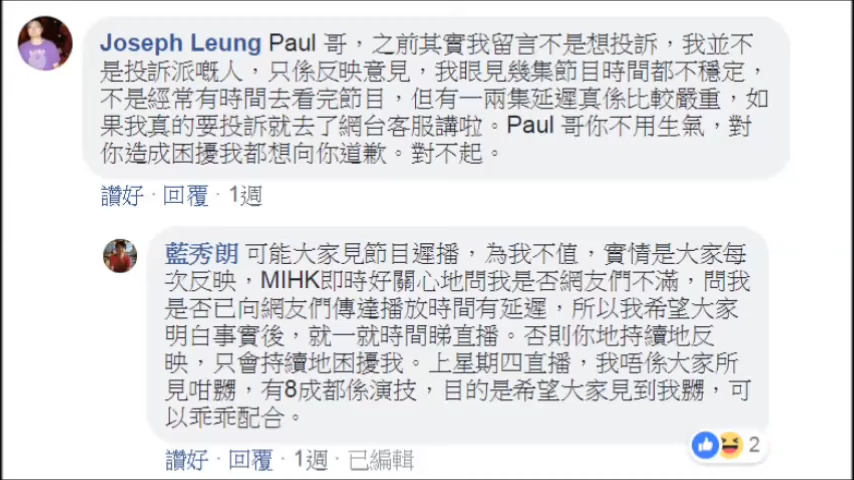 Joseph Leung Paul 哥，之前其實我留言不是想投訴，我並不
是投訴派嘅人，只係反映意見，我眼見幾集節目時間都不穩定，
不是經常有時間去看完節目，但有一兩集延遲真係比較嚴重，如
果我真的要投訴就去了網台客服講啦。Paul 哥你不用生氣，對
你造成困擾我都想向你道歉。對不起。
讚好 · 回覆 · 1週
藍秀朗 可能大家見節目遲播，為我不值，實情是大家每
次反映，MIHK即時好關心地問我是否網友們不滿，問我
是否已向網友們傳達播放時間有延遲，所以我希望大家
明白事實後，就一就時間睇直播。否則你地持續地反
映，只會持續地困擾我。上星期四直播，我唔係大家所
見咁嬲，有8成都係演技，目的是希望大家見到我嬲，可
以乖乖配合。
2
讚好 · 回覆 · 1週 · 已編輯